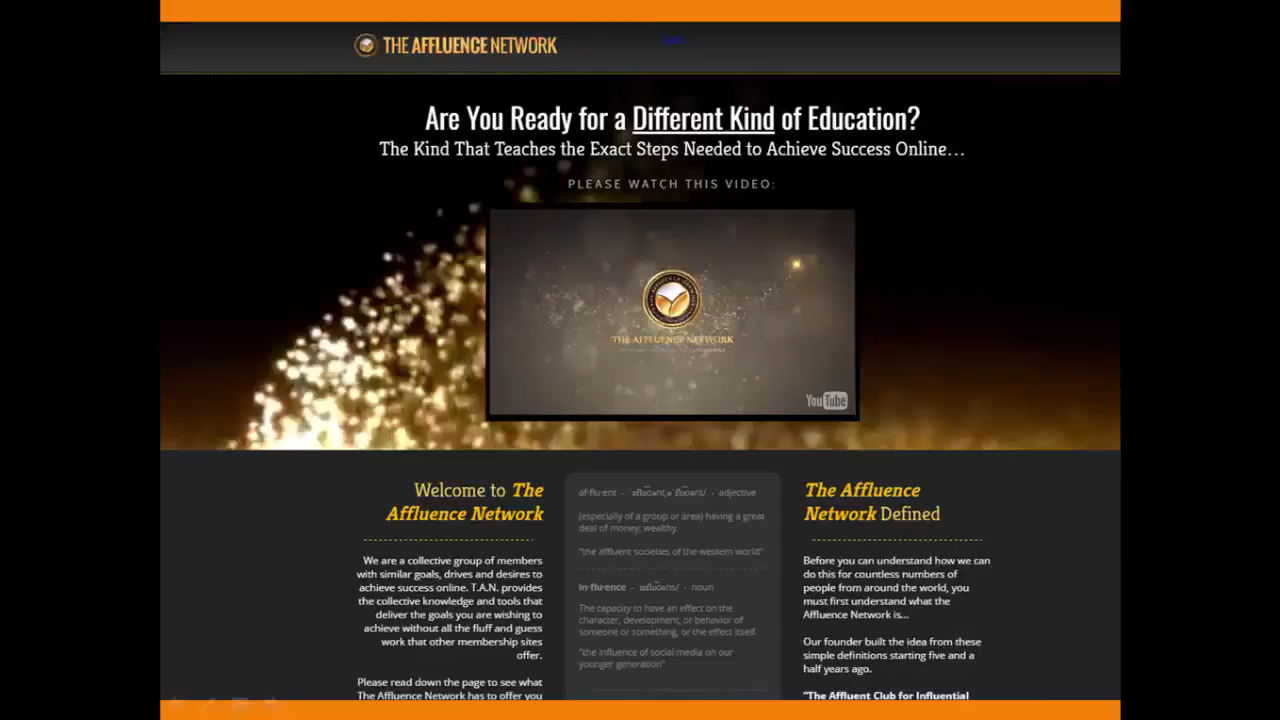 THE AFFLUENCE NETWORK
Are You Ready for a Different Kind of Education?
The Kind That Teaches the Exact Steps Needed to Achieve Success Online...
PLEASE WATCH THIS VIDEO:
THE AFFLUENCE NETWORK
YouTube
Welcome to The
Affluence Network
We are a collective group of members
with similar goals, drives and desires to
achieve success online. T.A.N. provides
the collective knowledge and tools that
deliver the goals you are wishing to
achieve without all the fluff and guess
work that other membership sites
offer.
Please read down the page to see what
The Affluence Network has to offer you
af·flu·ent - - adjective
(especially of a group or area) having a great
deal of money; wealthy.
"the affluent societies of the western world"
in·flu·ence - - noun
The capacity to have an effect on the
character, development, or behavior of
someone or something, or the effect itself.
"the influence of social media on our
younger generation"
The Affluence
Network Defined
Before you can understand how we can
do this for countless numbers of
people from around the world, you
must first understand what the
Affluence Network is...
Our founder built the idea from these
simple definitions starting five and a
half years ago.
"The Affluent Club for Influential